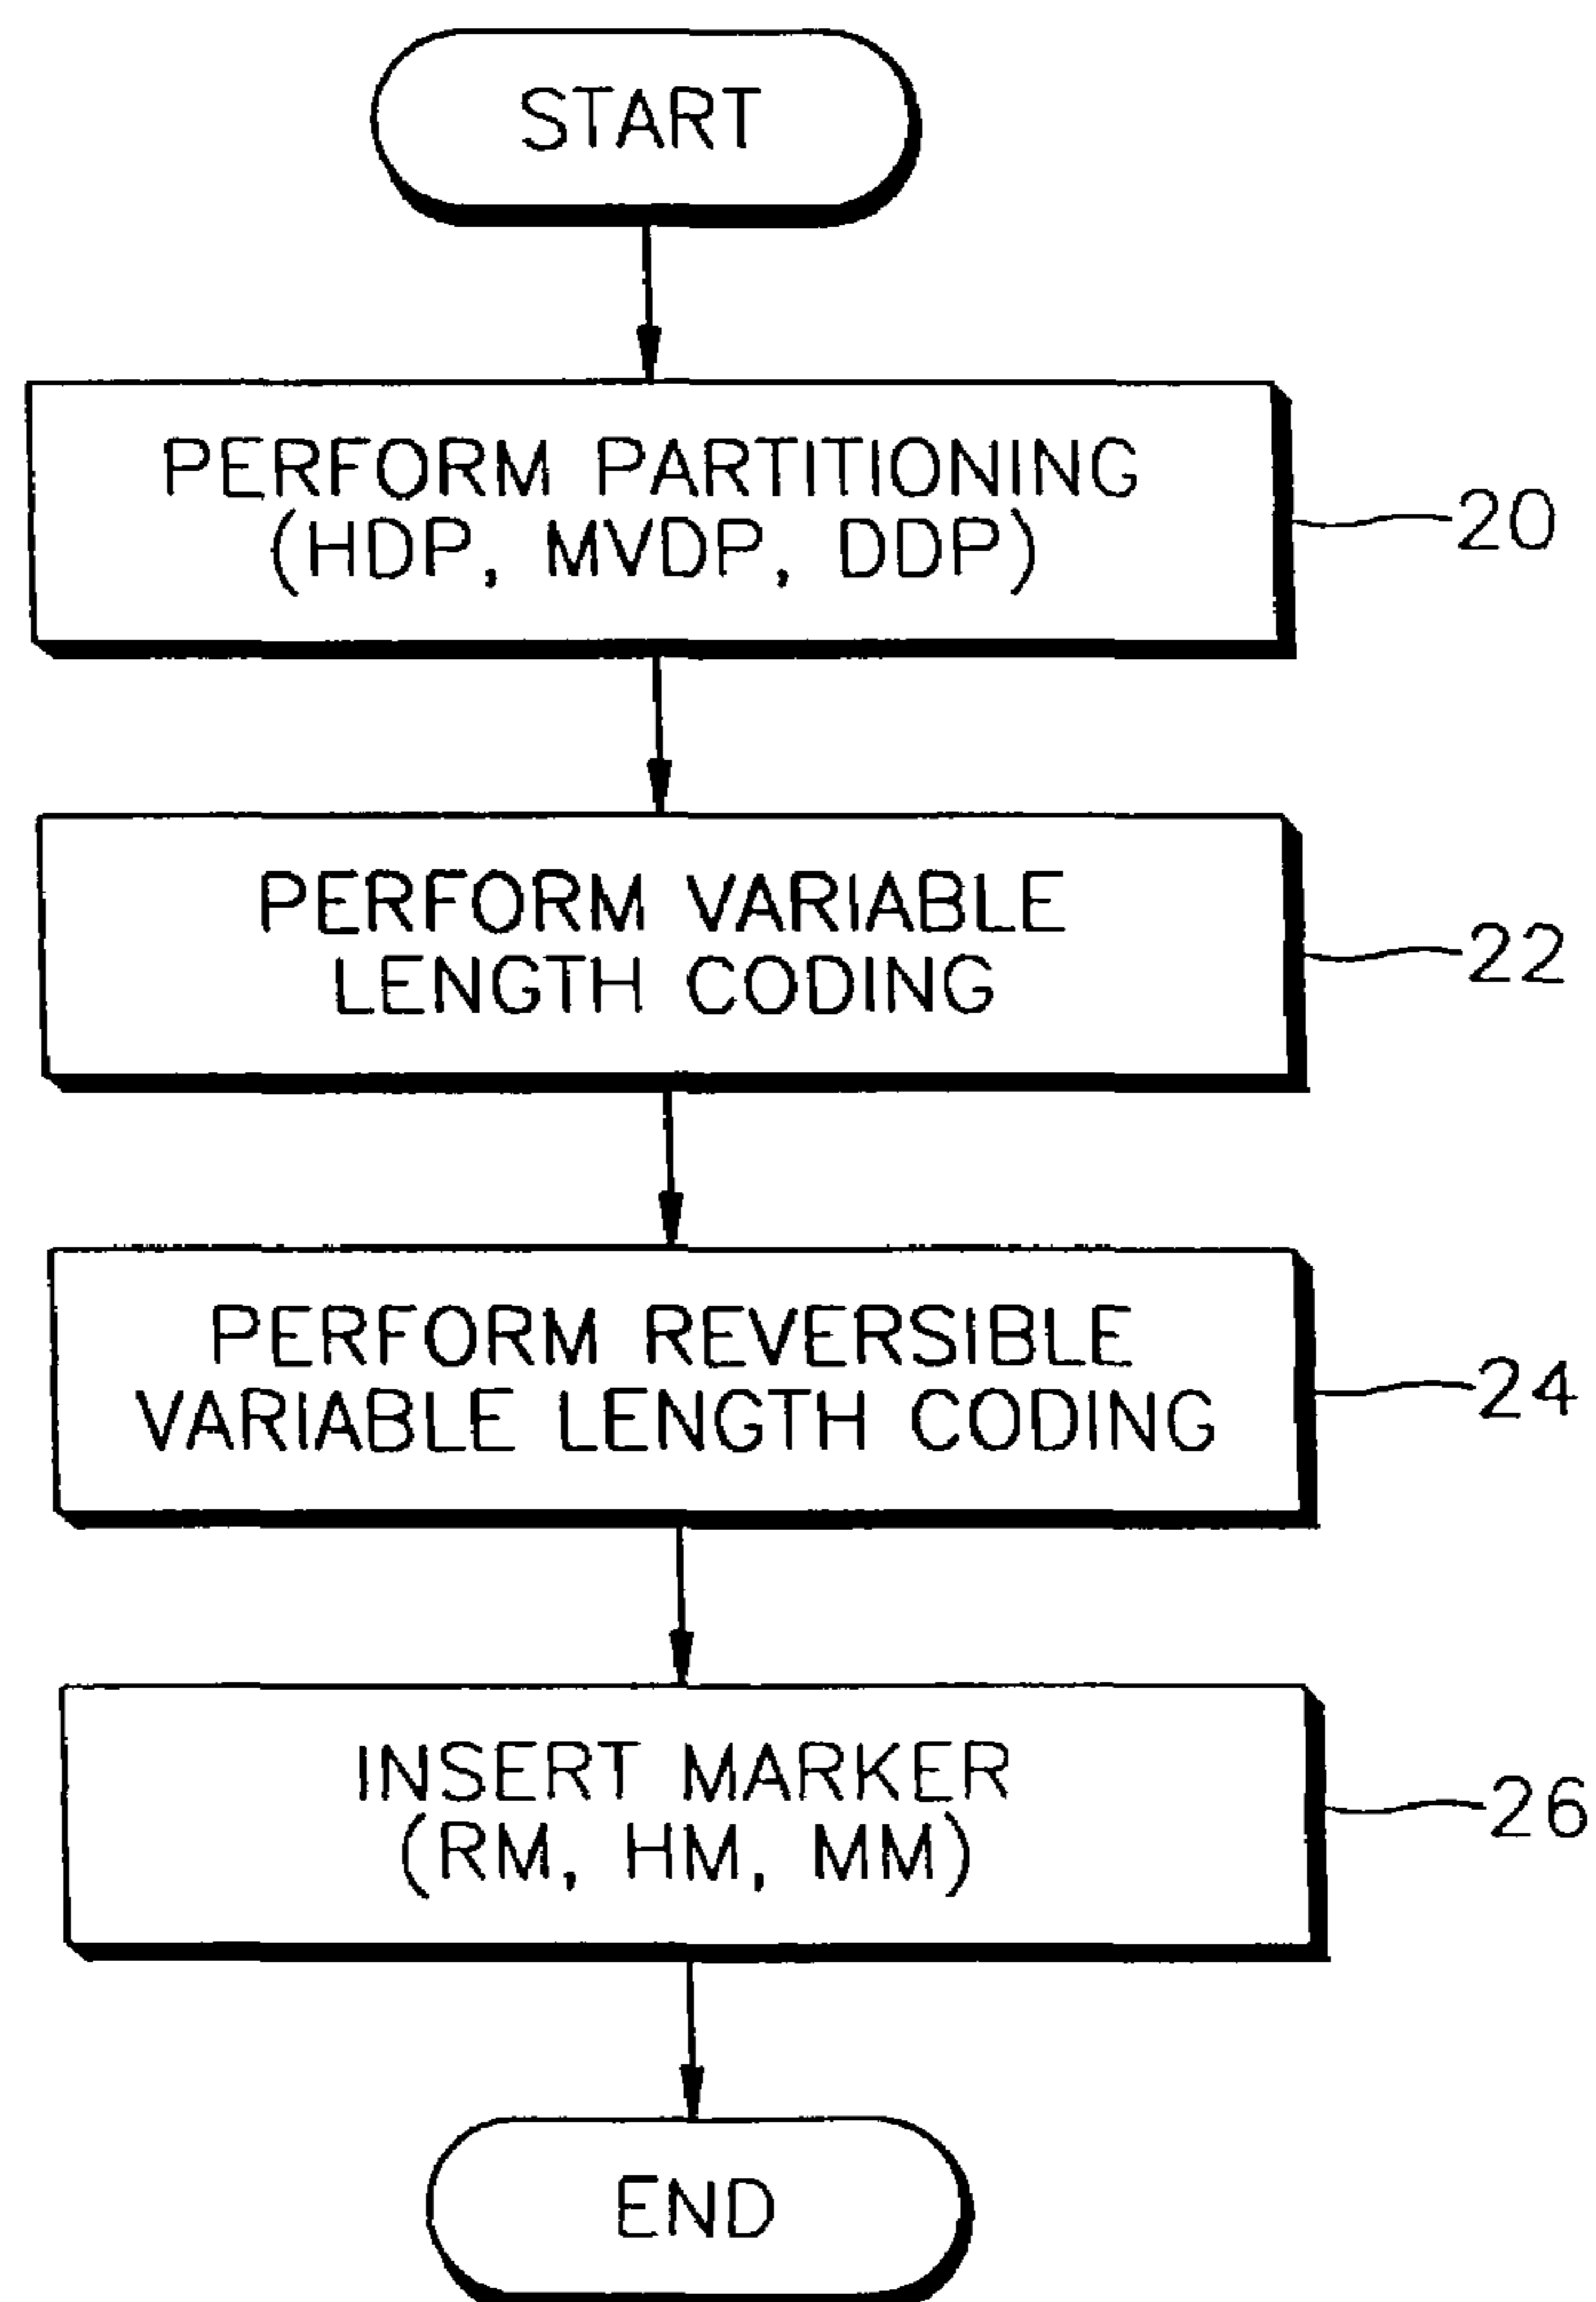 START
PERFORM PARTITIONING
(HDP, MVDP, DDP)
20
PERFORM VARIABLE
LENGTH CODING
22
PERFORM REVERSIBLE
VARIABLE LENGTH CODING
24
INSERT MARKER
(RM, HM, MM)
26
END